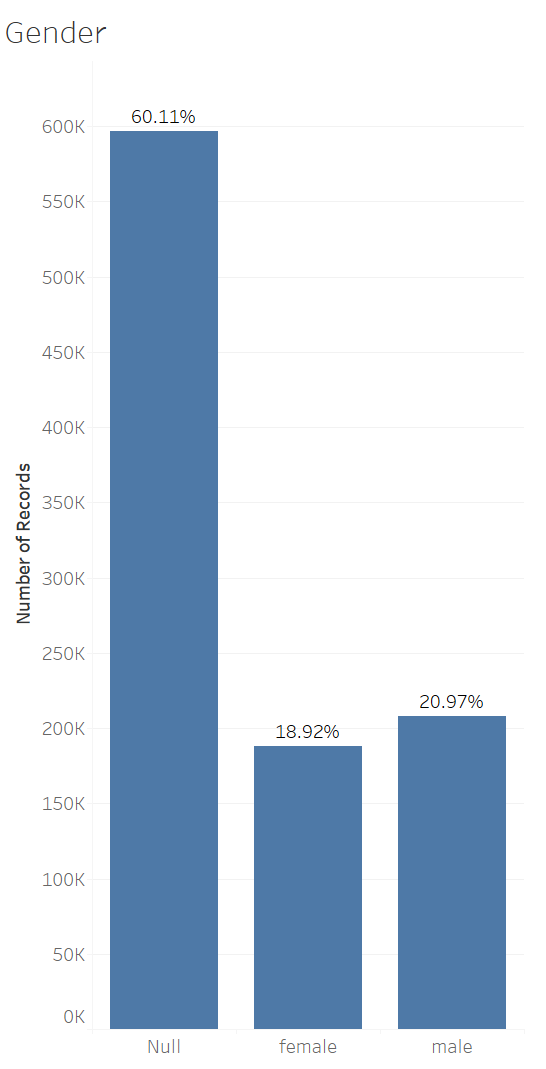 Gender
60.11%
600K
550K
500K
450K
400K
350K
Number of Records
300K
250K
20.97%
200K
18.92%
150K
100K
50K
0K
Null female male